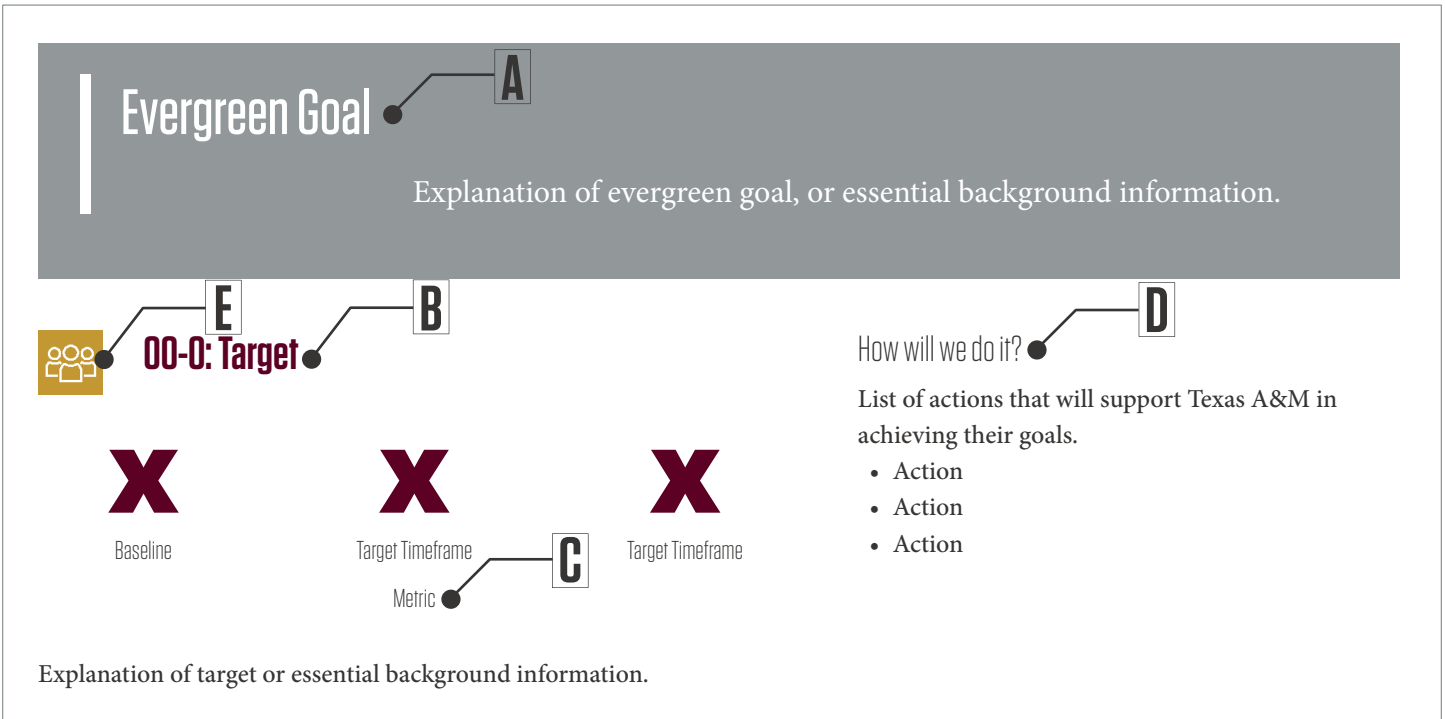 A
Evergreen Goal
Explanation of evergreen goal, or essential background information.
E
B
D
00-0: Target
How will we do it?
List of actions that will support Texas A&M in
achieving their goals.
• Action
• Action
• Action
X X X
Baseline Target Timeframe Target Timeframe
C
Metric
Explanation of target or essential background information.